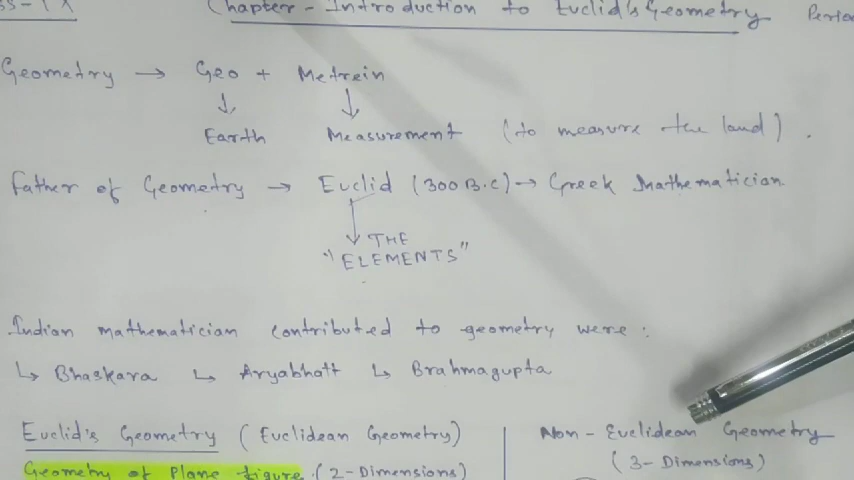 Chapter - Introduction to Euclid's Geometry
Geometry → Geo + Metrein
Earth Measurement (to measure the land).
Father of Geometry → Euclid (300 B.C) → Greek Mathematician
"THE
ELEMENTS"
Indian mathematician contributed to geometry were :
↳ Bhaskara ↳ Aryabhatt ↳ Brahmagupta
Euclid's Geometry (Euclidean Geometry)
Geometry of Plane figure. (2-Dimensions)
Non-Euclidean Geometry
(3-Dimensions)